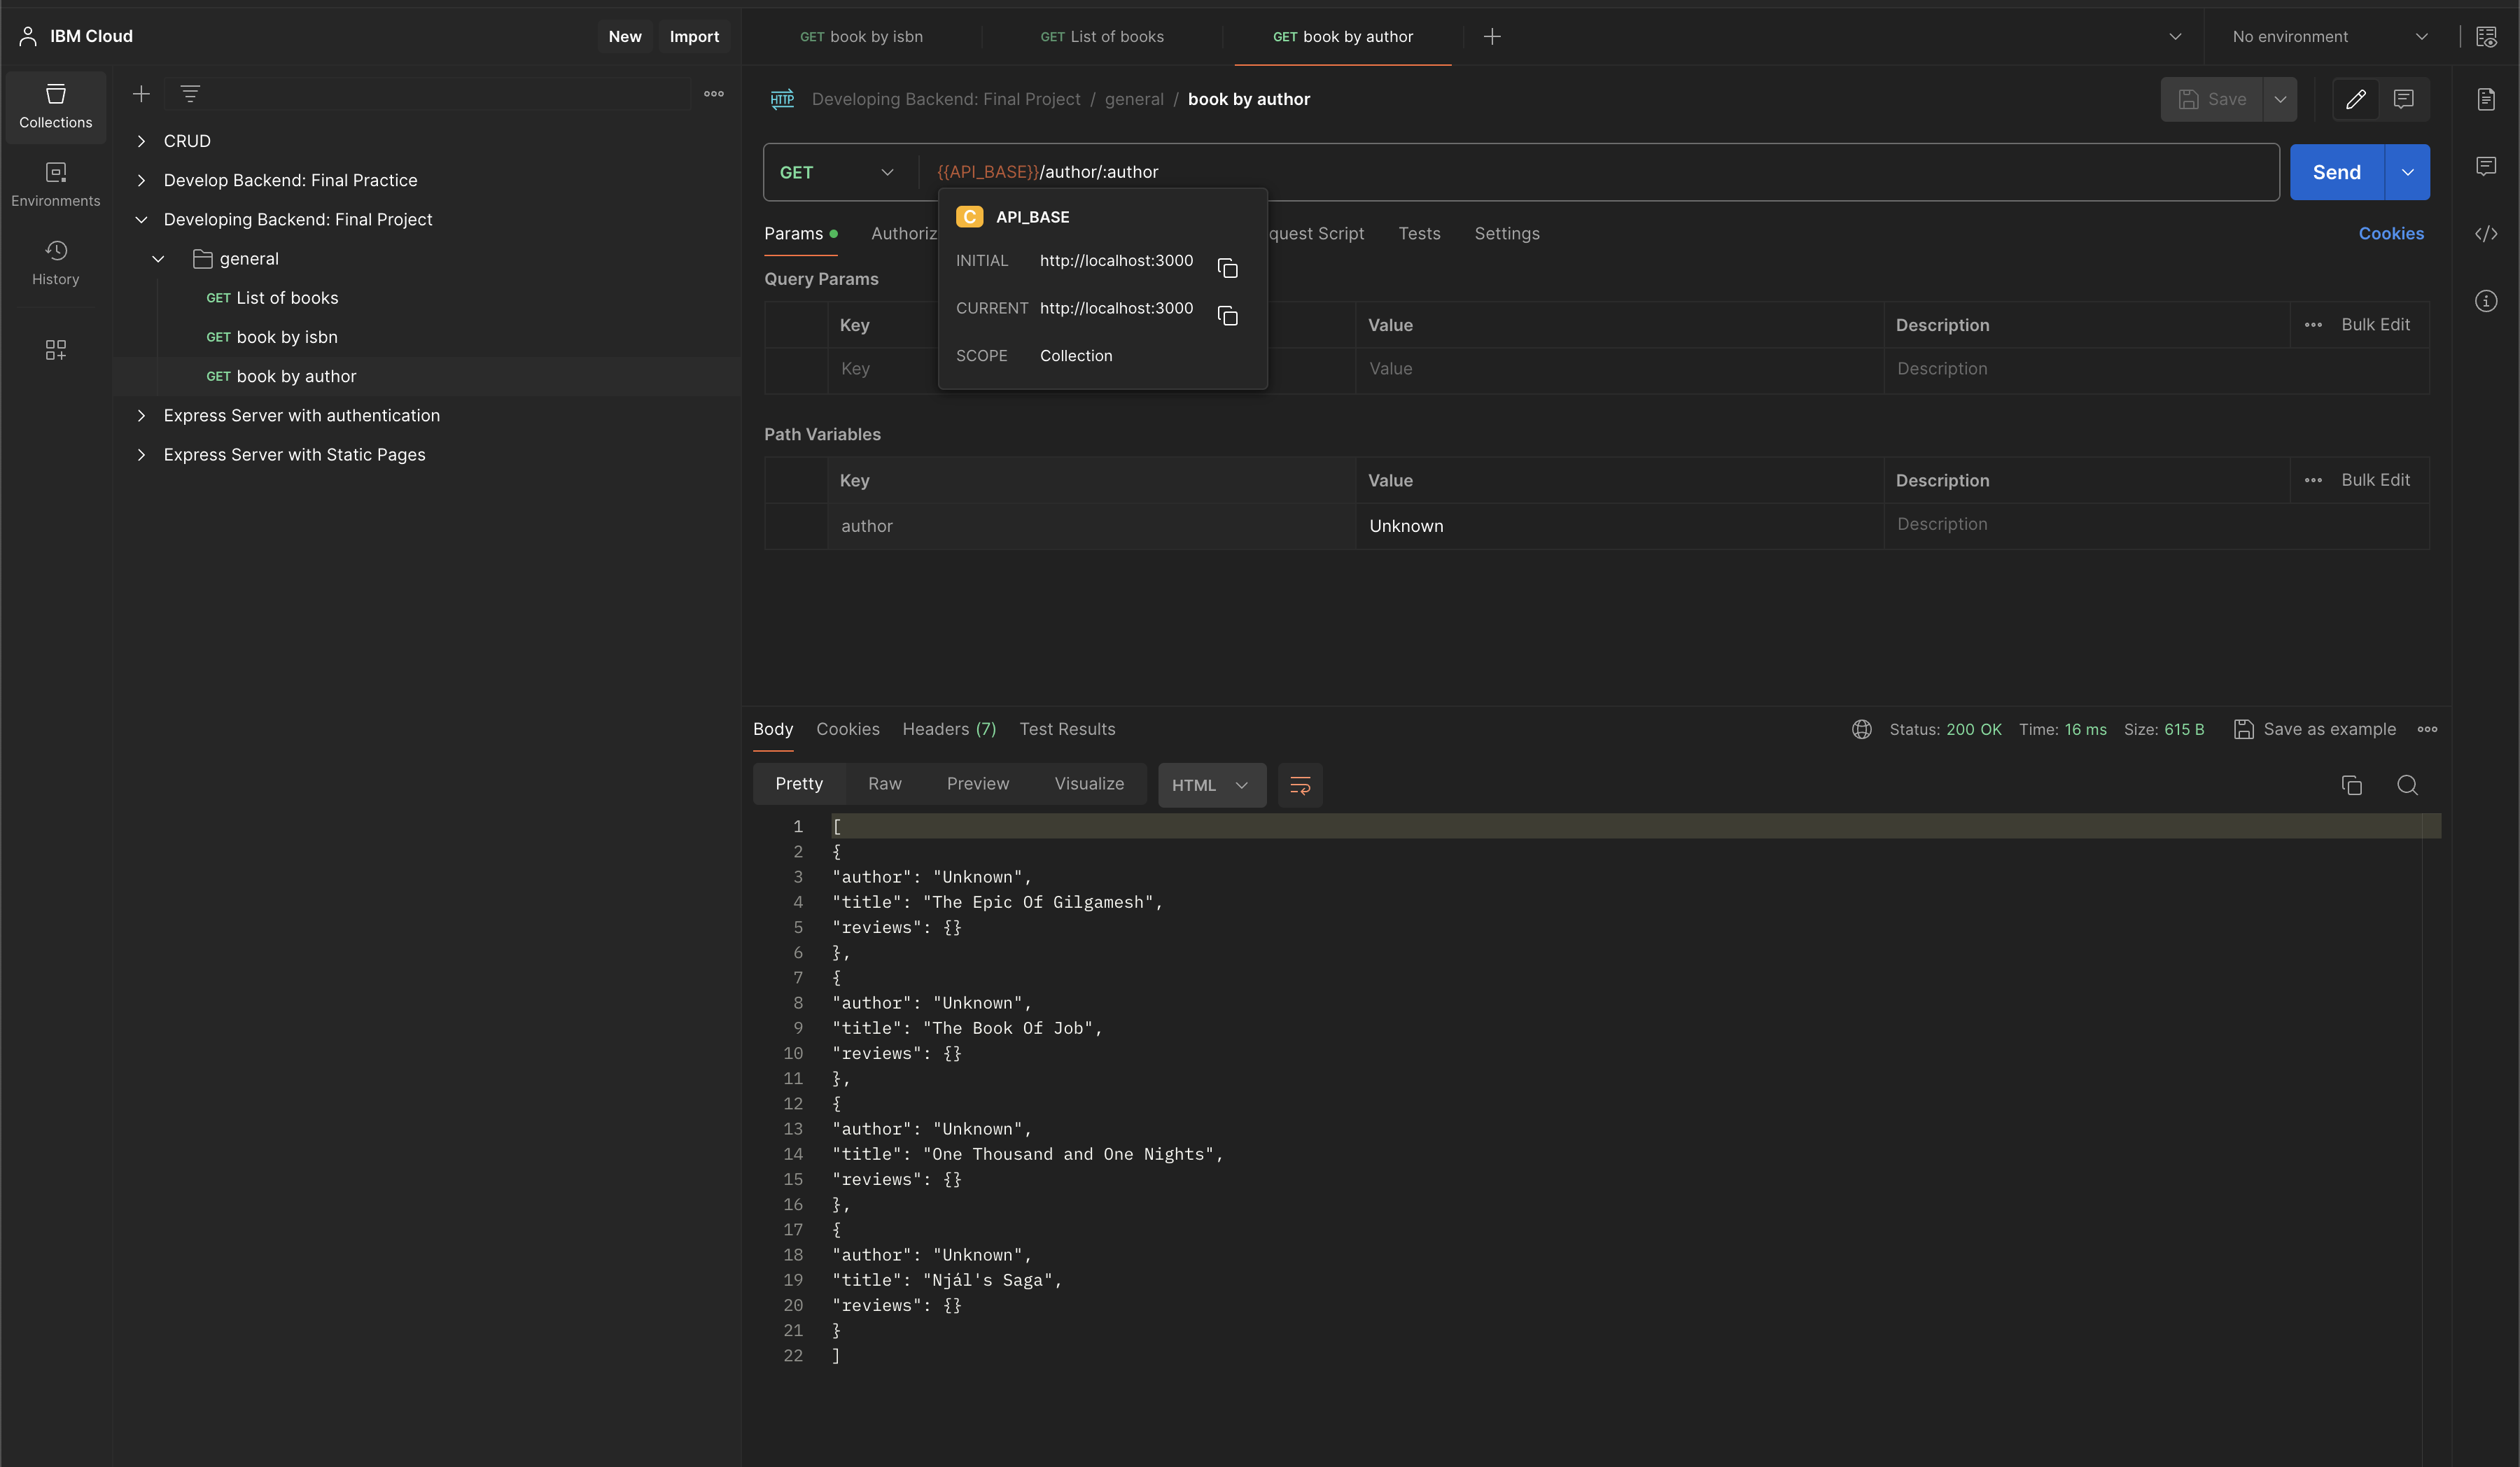 IBM Cloud
New
Import
GET book by isbn
GET List of books
GET book by author
No environment
Collections
Environments
History
CRUD
Develop Backend: Final Practice
Developing Backend: Final Project
general
GET List of books
GET book by isbn
GET book by author
Express Server with authentication
Express Server with Static Pages
HTTP Developing Backend: Final Project / general / book by author
Save
GET
{{API_BASE}}/author/:author
Send
C API_BASE
INITIAL http://localhost:3000
CURRENT http://localhost:3000
SCOPE Collection
Params Authoriz quest Script Tests Settings Cookies
Query Params
Key Value Description Bulk Edit
Key Value Description
Path Variables
Key Value Description Bulk Edit
author Unknown Description
Body Cookies Headers (7) Test Results
Status: 200 OK Time: 16 ms Size: 615 B Save as example
Pretty Raw Preview Visualize HTML
1 [
2 {
3 "author": "Unknown",
4 "title": "The Epic Of Gilgamesh",
5 "reviews": {}
6 },
7 {
8 "author": "Unknown",
9 "title": "The Book Of Job",
10 "reviews": {}
11 },
12 {
13 "author": "Unknown",
14 "title": "One Thousand and One Nights",
15 "reviews": {}
16 },
17 {
18 "author": "Unknown",
19 "title": "Njál's Saga",
20 "reviews": {}
21 }
22 ]